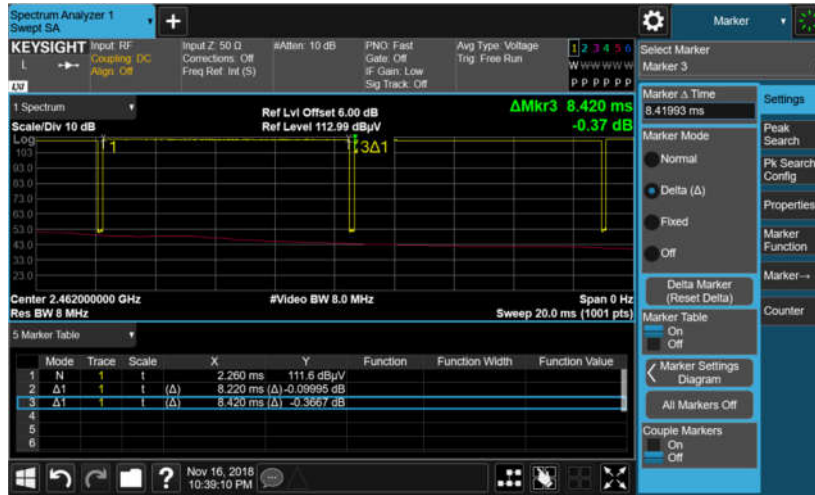 Spectrum Analyzer 1
Swept SA
Marker
KEYSIGHT
L
LXI
Input: RF
Coupling: DC
Align: Off
Input Z: 50 Ω
Corrections: Off
Freq Ref: Int (S)
#Atten: 10 dB
PNO: Fast
Gate: Off
IF Gain: Low
Sig Track: Off
Avg Type: Voltage
Trig: Free Run
1 2 3 4 5 6
W W W W W W
P P P P P P
Select Marker
Marker 3
1 Spectrum
Scale/Div 10 dB
Ref Lvl Offset 6.00 dB
Ref Level 112.99 dBµV
ΔMkr3 8.420 ms
-0.37 dB
Log
103
93.0
83.0
73.0
63.0
53.0
43.0
33.0
23.0
1
3Δ1
Center 2.462000000 GHz
Res BW 8 MHz
#Video BW 8.0 MHz
Span 0 Hz
Sweep 20.0 ms (1001 pts)
5 Marker Table
Mode Trace Scale X Y Function Function Width Function Value
1 N 1 t 2.260 ms 111.6 dBµV
2 Δ1 1 t (Δ) 8.220 ms (Δ) -0.09995 dB
3 Δ1 1 t (Δ) 8.420 ms (Δ) -0.3667 dB
4
5
6
Marker Δ Time
8.41993 ms
Marker Mode
Normal
Delta (Δ)
Fixed
Off
Delta Marker
(Reset Delta)
Marker Table
On
Off
Marker Settings
Diagram
All Markers Off
Couple Markers
On
Off
Settings
Peak
Search
Pk Search
Config
Properties
Marker
Function
Marker→
Counter
?
Nov 16, 2018
10:39:10 PM